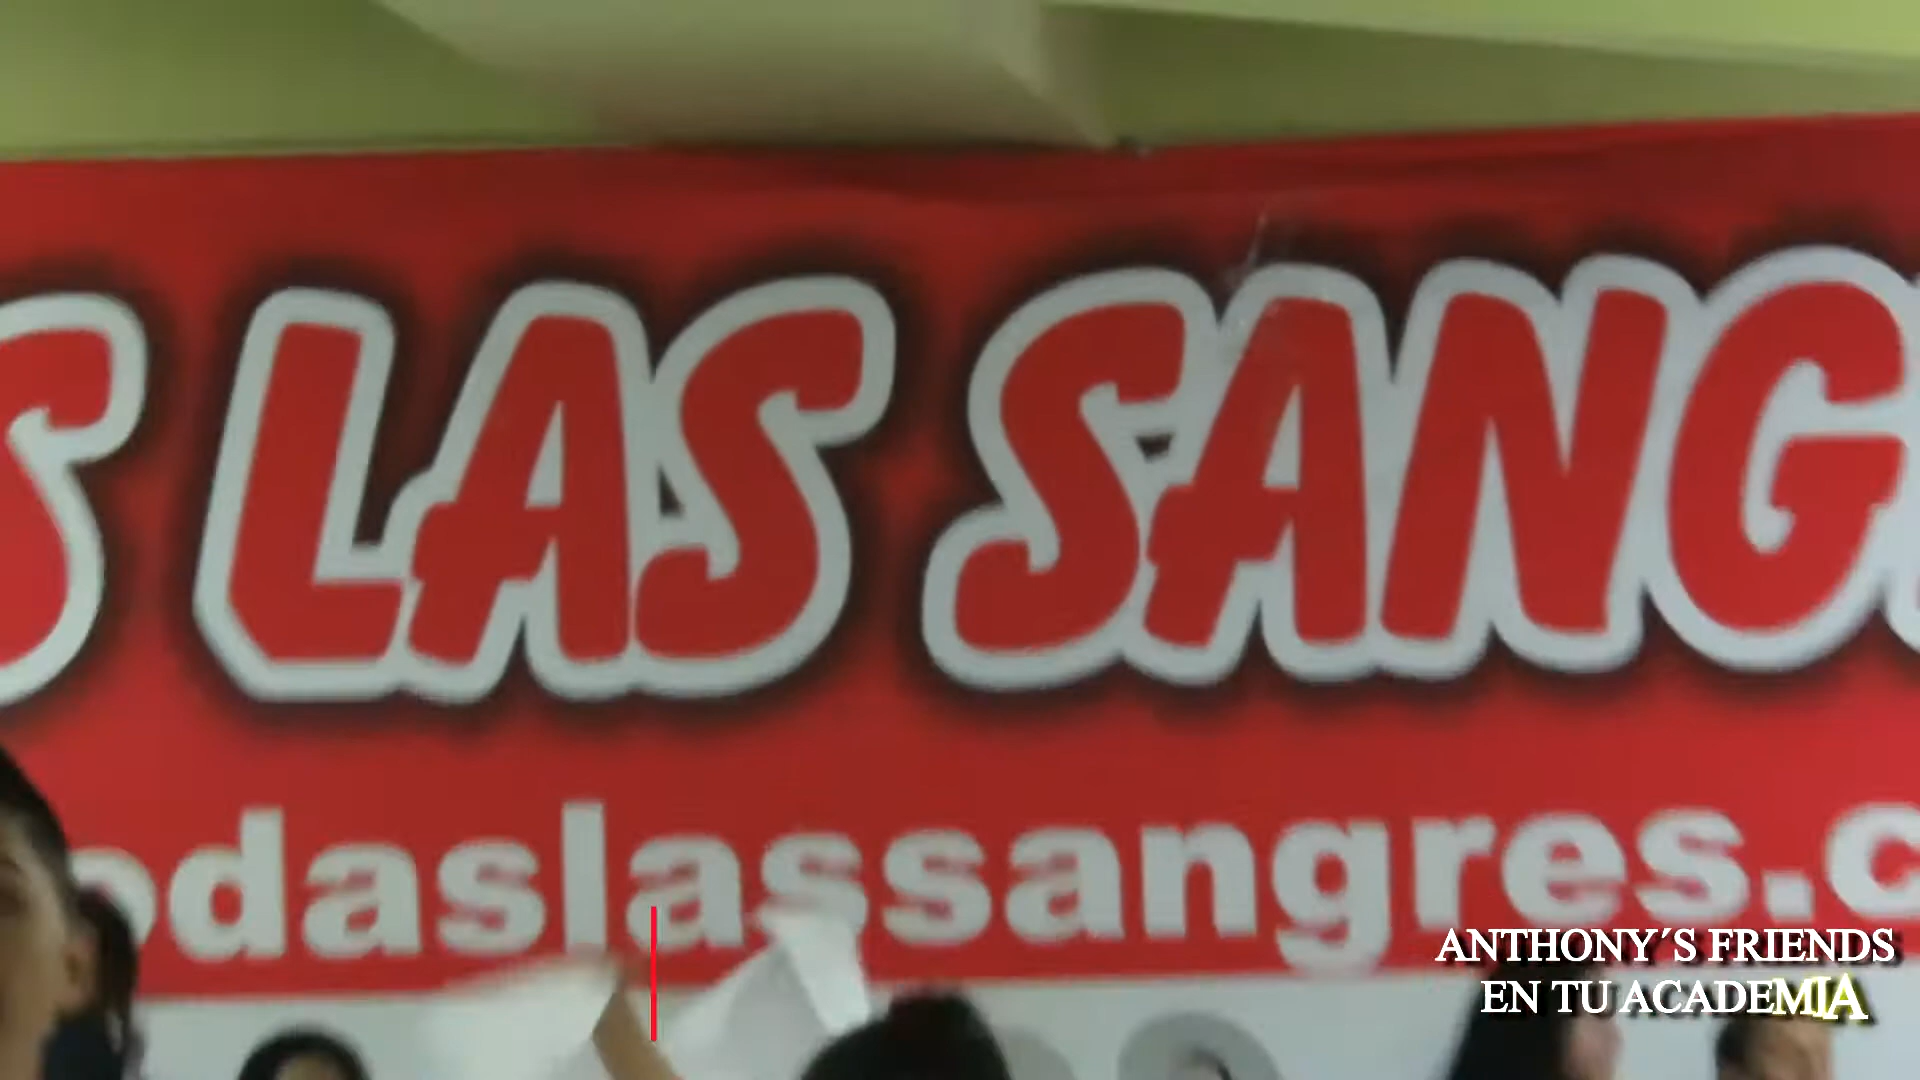 S LAS SANG
odaslassangres.c
ANTHONY´S FRIENDS
EN TU ACADEMIA